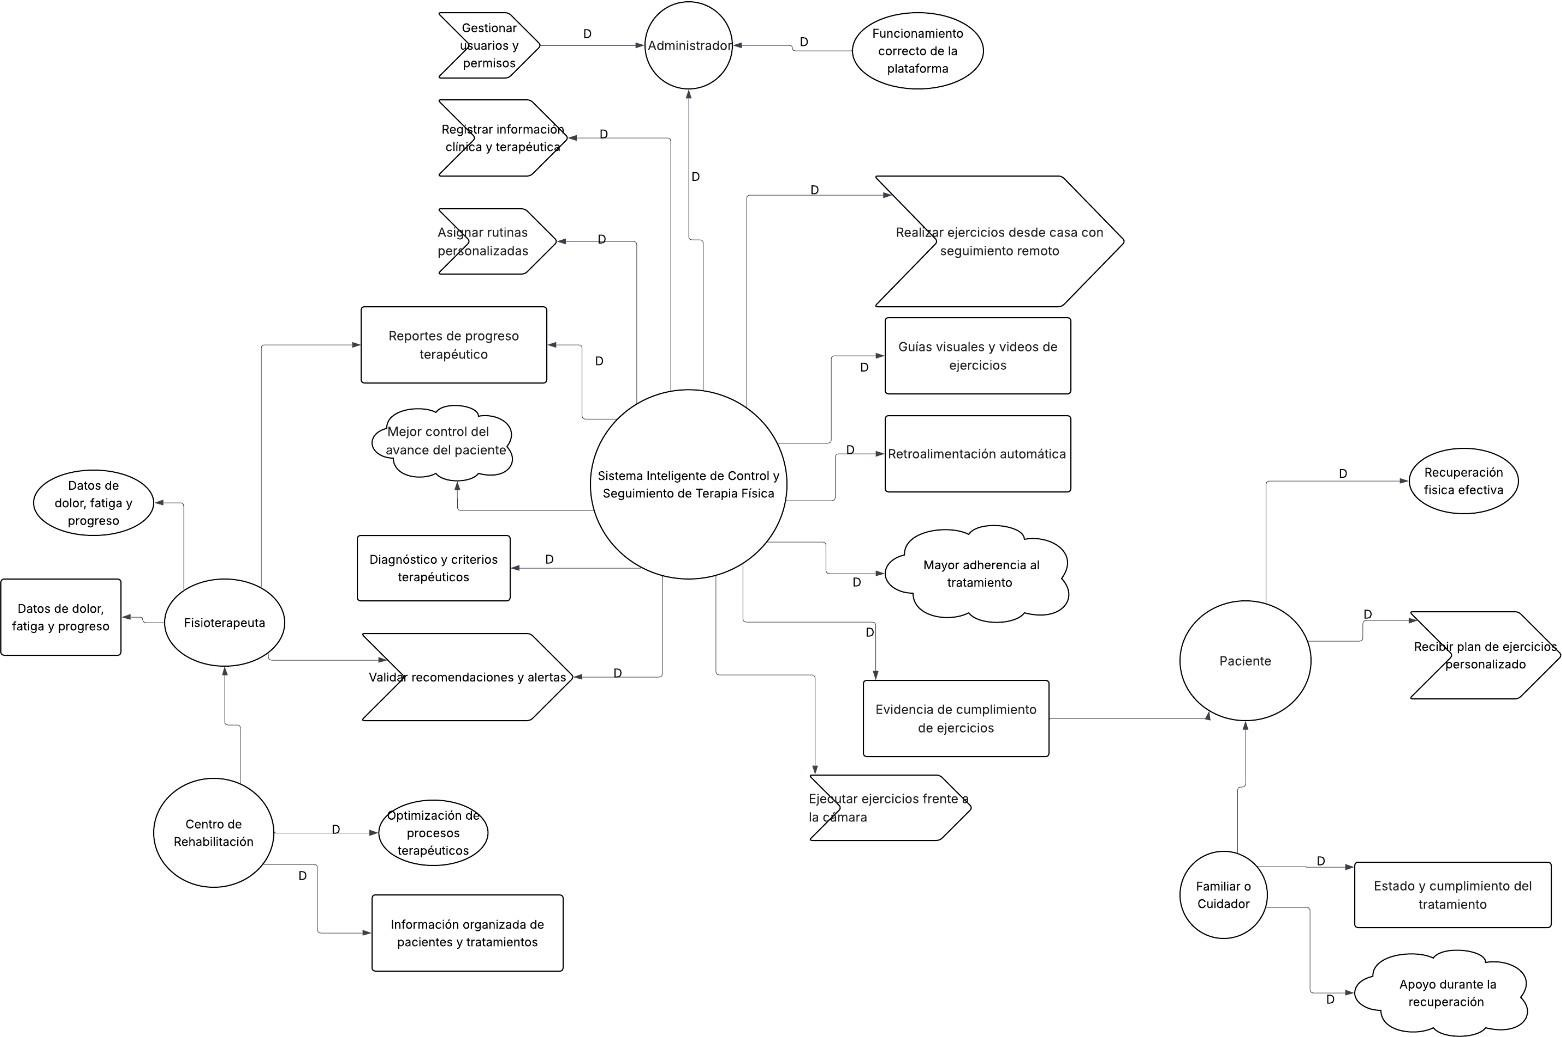 Gestionar
usuarios y
permisos
D
Administrador
D
Funcionamiento
correcto de la
plataforma
Registrar información
clínica y terapéutica
D
D
D
Realizar ejercicios desde casa con
seguimiento remoto
Asignar rutinas
personalizadas
D
Reportes de progreso
terapéutico
D
Guías visuales y videos de
ejercicios
D
Mejor control del
avance del paciente
D
Retroalimentación automática
Sistema Inteligente de Control y
Seguimiento de Terapia Física
D
Recuperación
fisica efectiva
Datos de
dolor, fatiga y
progreso
Diagnóstico y criterios
terapéuticos
D
Mayor adherencia al
tratamiento
D
Datos de dolor,
fatiga y progreso
Fisioterapeuta
D
D
Paciente
Recibir plan de ejercicios
personalizado
Validar recomendaciones y alertas
D
Evidencia de cumplimiento
de ejercicios
Ejecutar ejercicios frente a
la cámara
Centro de
Rehabilitación
D
Optimización de
procesos
terapéuticos
D
Información organizada de
pacientes y tratamientos
Familiar o
Cuidador
D
Estado y cumplimiento del
tratamiento
D
Apoyo durante la
recuperación